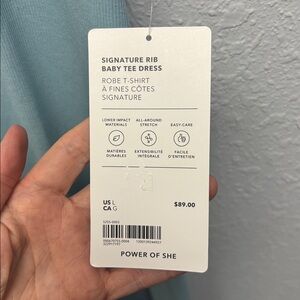 SIGNATURE RIB
BABY TEE DRESS
ROBE T-SHIRT
À FINES CÔTES
SIGNATURE
LOWER IMPACT MATERIALS
ALL-AROUND STRETCH
EASY-CARE
MATIÈRES DURABLES
EXTENSIBILITÉ INTÉGRALE
FACILE D'ENTRETIEN
US L
CA G
$89.00
POWER OF SHE